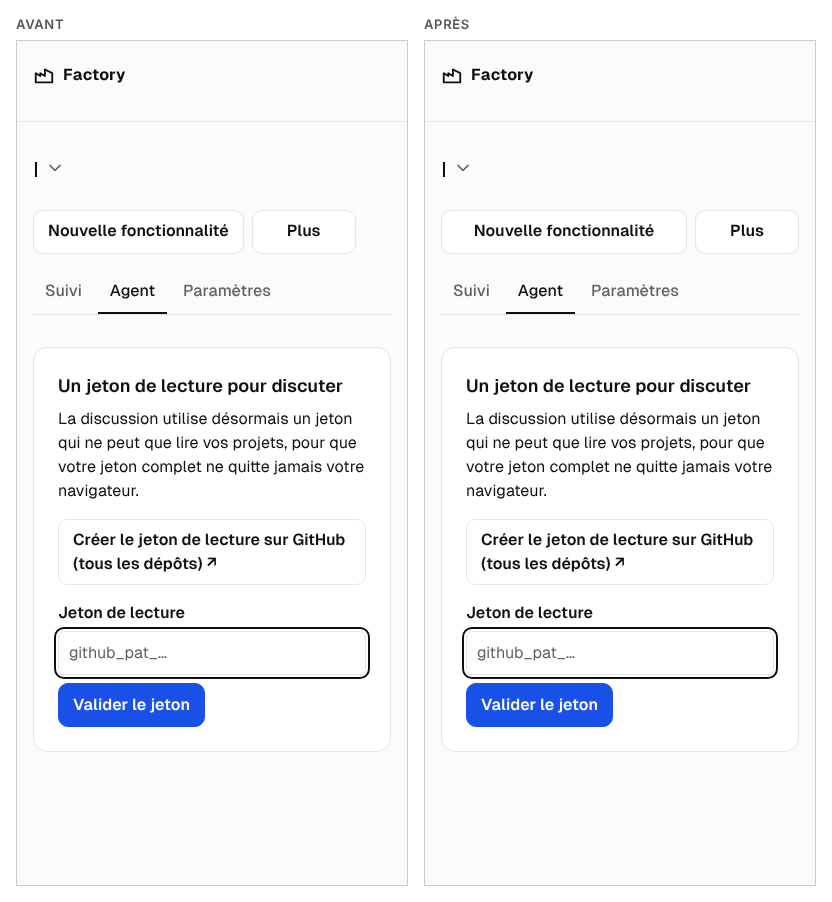 AVANT
Factory
Nouvelle fonctionnalité
Plus
Suivi
Agent
Paramètres
Un jeton de lecture pour discuter
La discussion utilise désormais un jeton
qui ne peut que lire vos projets, pour que
votre jeton complet ne quitte jamais votre
navigateur.
Créer le jeton de lecture sur GitHub
(tous les dépôts) ↗
Jeton de lecture
github_pat_…
Valider le jeton
APRÈS
Factory
Nouvelle fonctionnalité
Plus
Suivi
Agent
Paramètres
Un jeton de lecture pour discuter
La discussion utilise désormais un jeton
qui ne peut que lire vos projets, pour que
votre jeton complet ne quitte jamais votre
navigateur.
Créer le jeton de lecture sur GitHub
(tous les dépôts) ↗
Jeton de lecture
github_pat_…
Valider le jeton